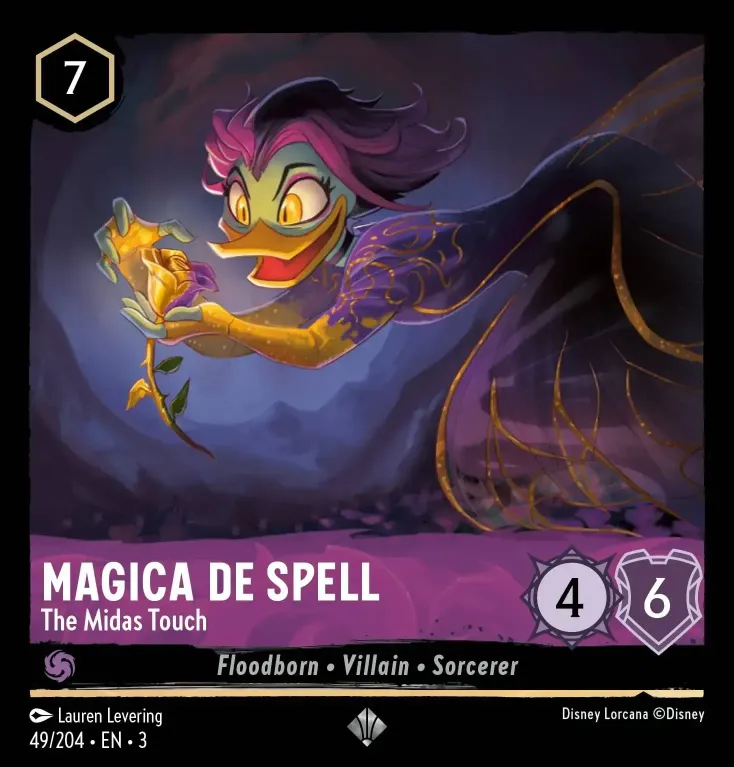 7
MAGICA DE SPELL
The Midas Touch
4
6
Floodborn • Villain • Sorcerer
Lauren Levering
Disney Lorcana ©Disney
49/204 • EN • 3